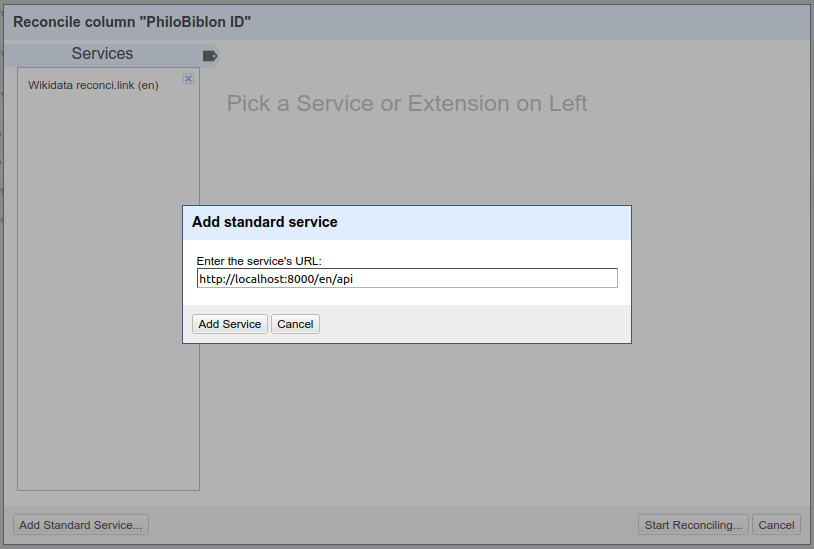 Reconcile column "PhiloBiblon ID"
Services
Wikidata reconci.link (en)
Pick a Service or Extension on Left
Add standard service
Enter the service's URL:
http://localhost:8000/en/api
Add Service Cancel
Add Standard Service... Start Reconciling... Cancel